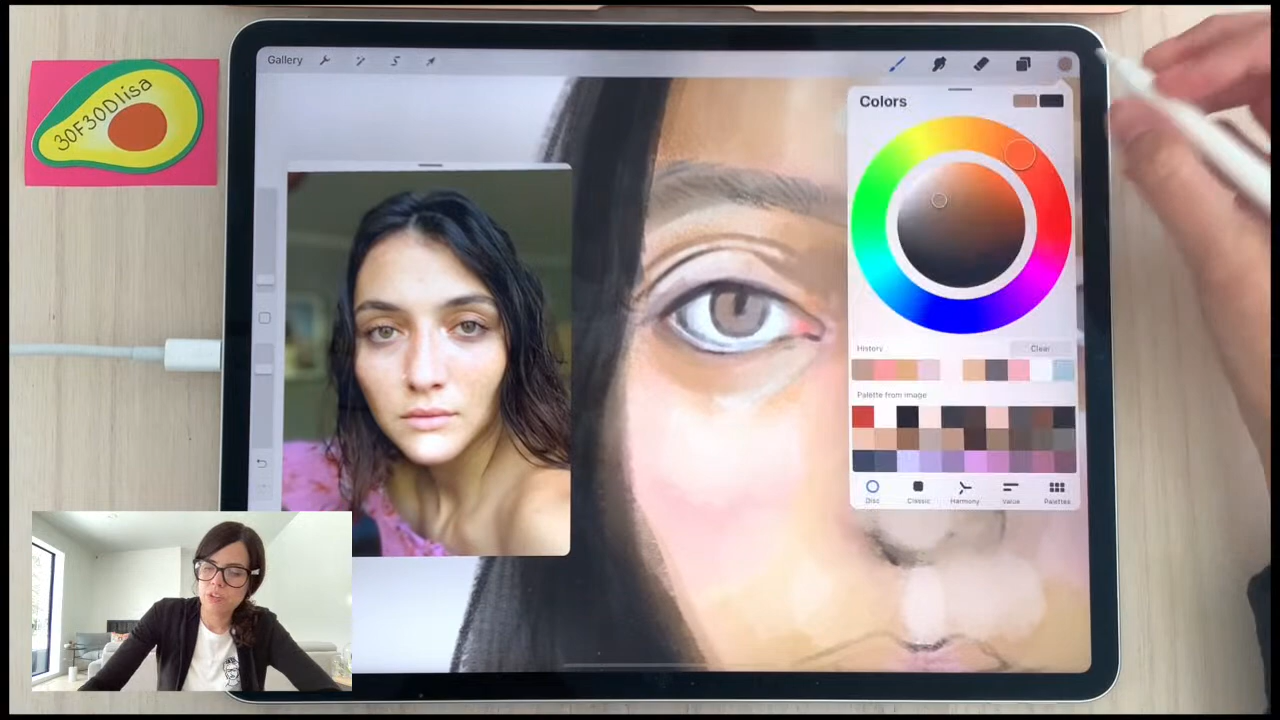 30F30Dlisa
Gallery
Colors
History
Clear
Palette from image
Disc
Classic
Harmony
Value
Palettes